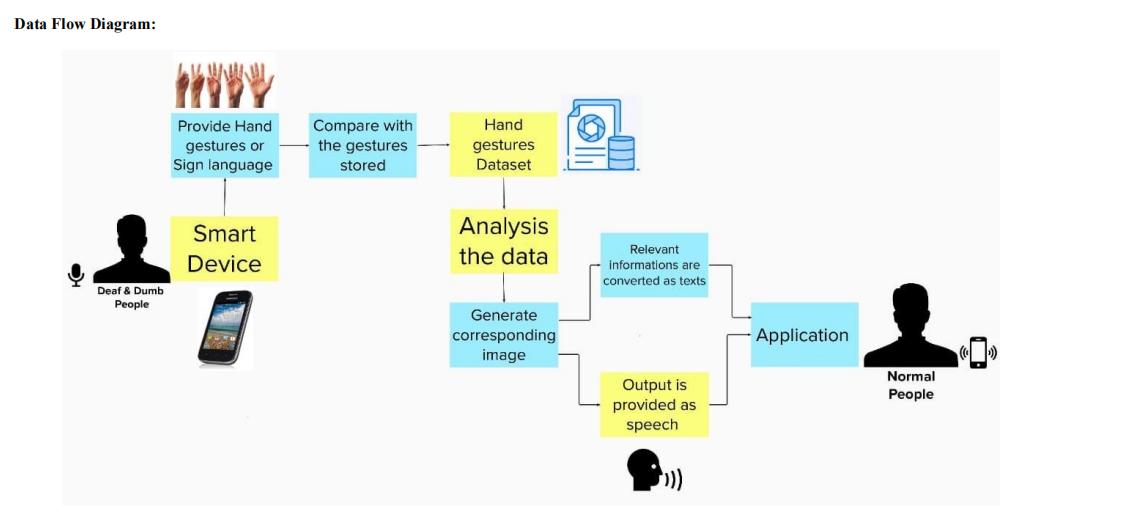 Data Flow Diagram:
Provide Hand
gestures or
Sign language
Compare with
the gestures
stored
Hand
gestures
Dataset
Smart
Device
Deaf & Dumb
People
Analysis
the data
Relevant
informations are
converted as texts
Generate
corresponding
image
Application
Output is
provided as
speech
Normal
People